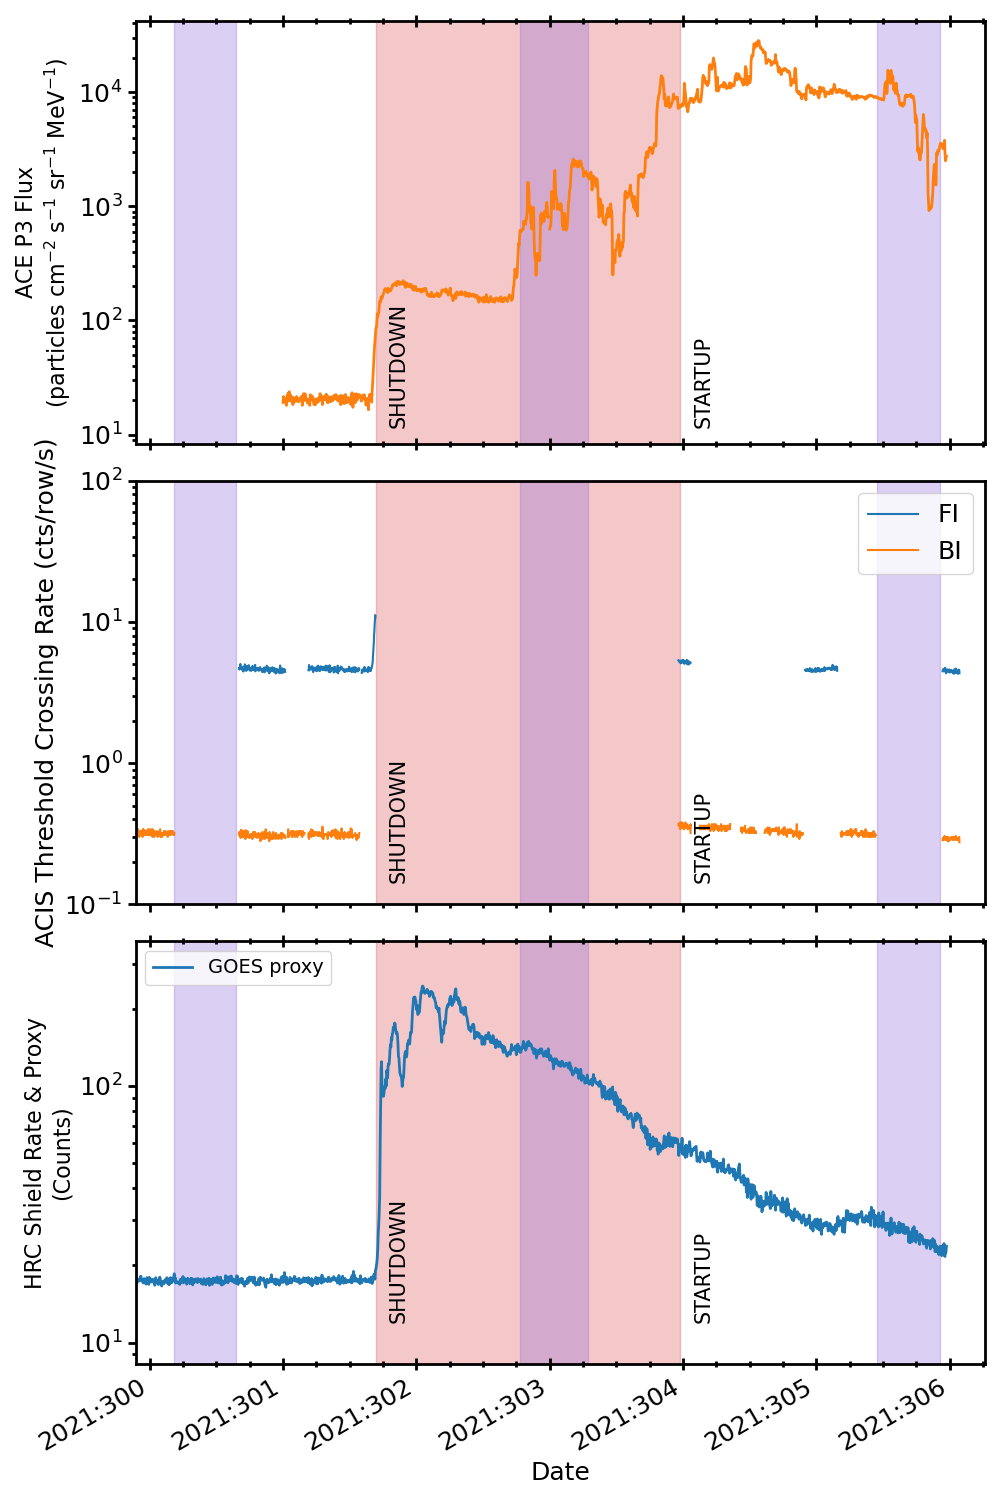 ACE P3 Flux
(particles cm⁻² s⁻¹ sr⁻¹ MeV⁻¹)
10⁴
10³
10²
10¹
SHUTDOWN
STARTUP
ACIS Threshold Crossing Rate (cts/row/s)
10²
10¹
10⁰
10⁻¹
FI
BI
SHUTDOWN
STARTUP
HRC Shield Rate & Proxy
(Counts)
10²
10¹
GOES proxy
SHUTDOWN
STARTUP
2021:300
2021:301
2021:302
2021:303
2021:304
2021:305
2021:306
Date